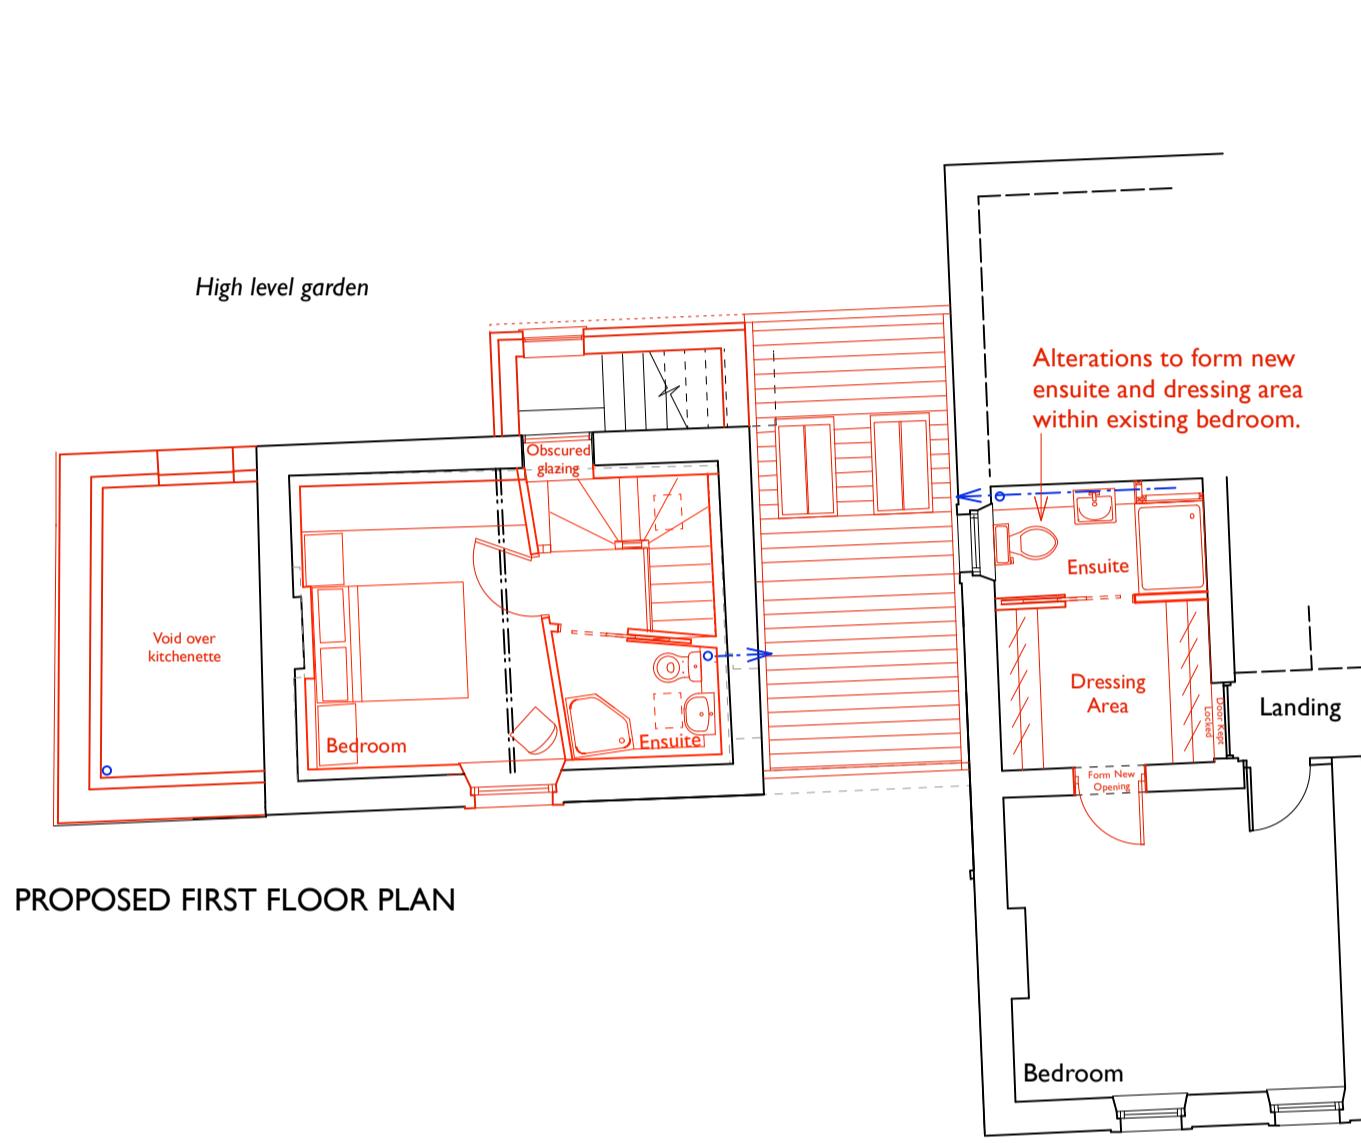 High level garden
Alterations to form new
ensuite and dressing area
within existing bedroom.
Obscured
glazing
Ensuite
Void over
kitchenette
Dressing
Area
Landing
Door Kept
Locked
Bedroom
Ensuite
Form New
Opening
PROPOSED FIRST FLOOR PLAN
Bedroom